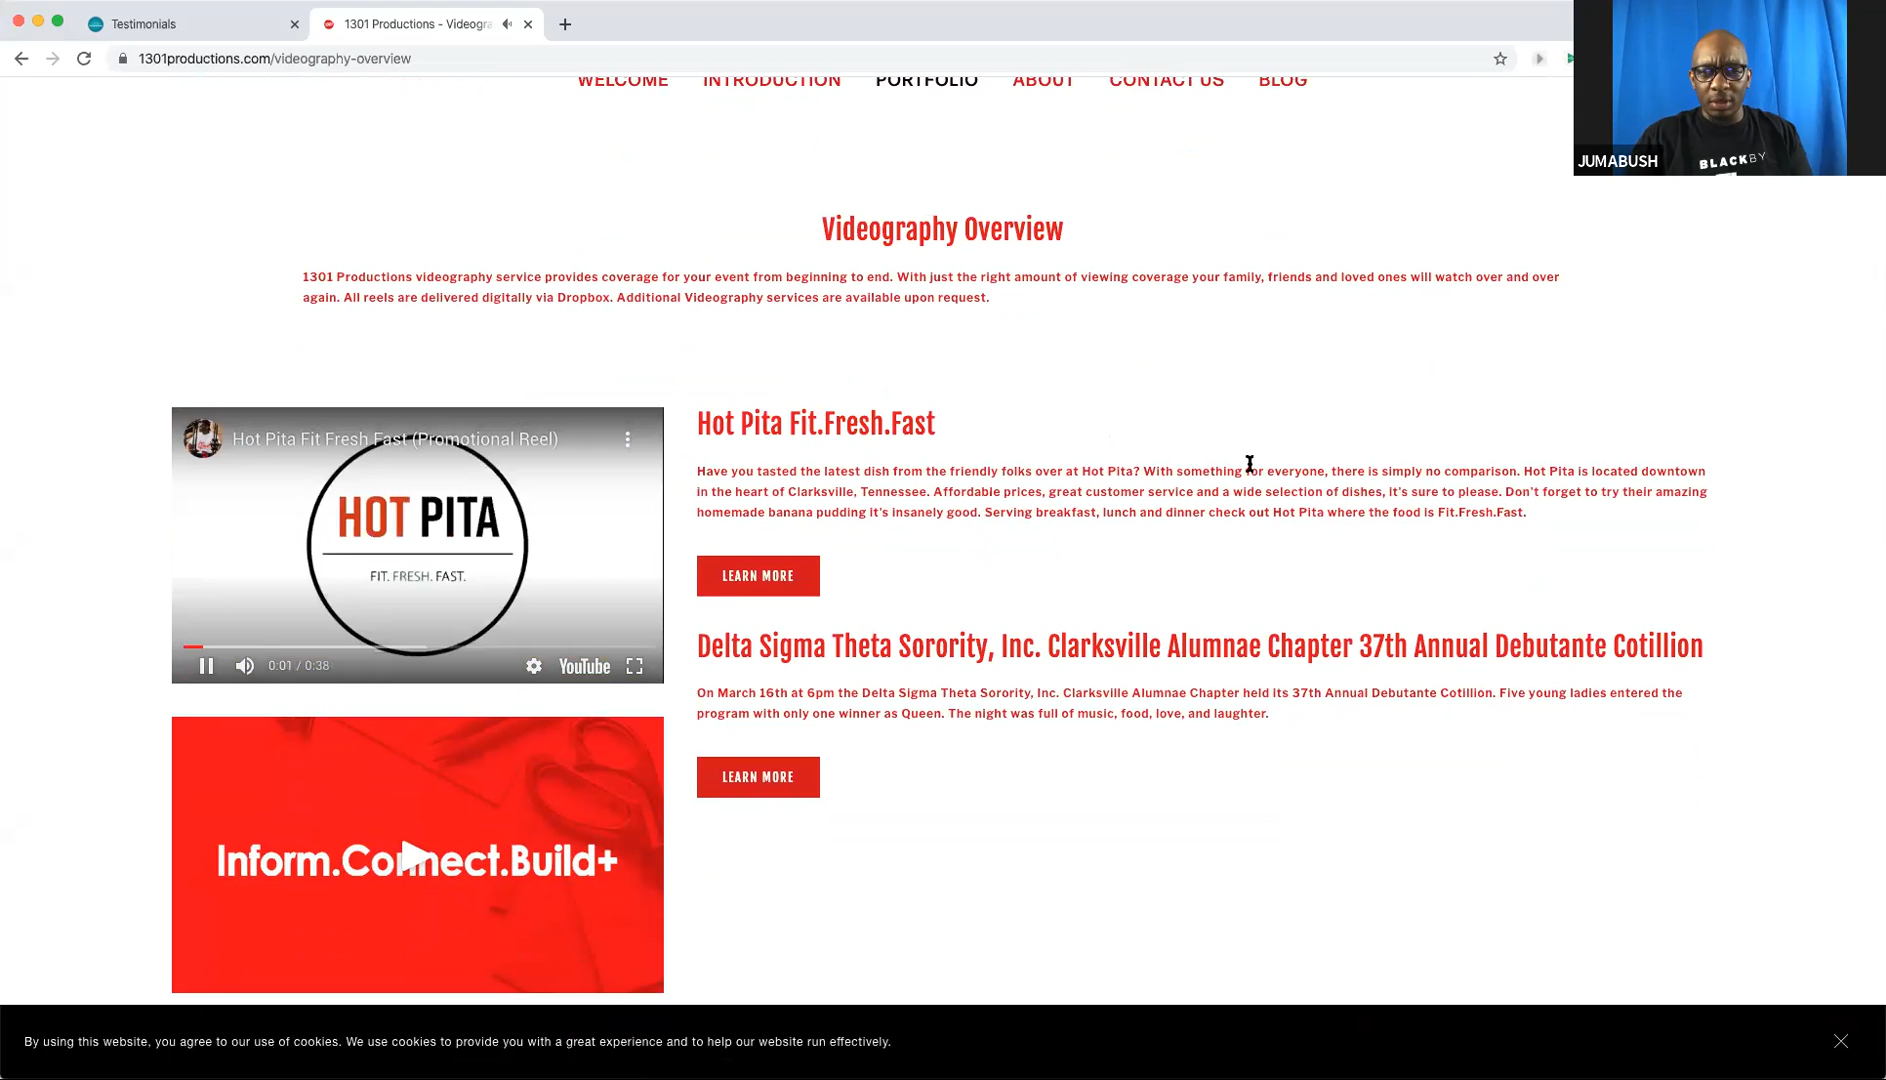 Testimonials
1301 Productions - Videogra
1301productions.com/videography-overview
WELCOME INTRODUCTION PORTFOLIO ABOUT CONTACT US BLOG
BLACKBY
JUMABUSH
Videography Overview
1301 Productions videography service provides coverage for your event from beginning to end. With just the right amount of viewing coverage your family, friends and loved ones will watch over and over
again. All reels are delivered digitally via Dropbox. Additional Videography services are available upon request.
Hot Pita Fit Fresh Fast (Promotional Reel)
HOT PITA
FIT. FRESH. FAST.
0:01 / 0:38
YouTube
Hot Pita Fit.Fresh.Fast
Have you tasted the latest dish from the friendly folks over at Hot Pita? With something for everyone, there is simply no comparison. Hot Pita is located downtown
in the heart of Clarksville, Tennessee. Affordable prices, great customer service and a wide selection of dishes, it's sure to please. Don't forget to try their amazing
homemade banana pudding it's insanely good. Serving breakfast, lunch and dinner check out Hot Pita where the food is Fit.Fresh.Fast.
LEARN MORE
Delta Sigma Theta Sorority, Inc. Clarksville Alumnae Chapter 37th Annual Debutante Cotillion
On March 16th at 6pm the Delta Sigma Theta Sorority, Inc. Clarksville Alumnae Chapter held its 37th Annual Debutante Cotillion. Five young ladies entered the
program with only one winner as Queen. The night was full of music, food, love, and laughter.
LEARN MORE
Inform.Connect.Build+
By using this website, you agree to our use of cookies. We use cookies to provide you with a great experience and to help our website run effectively.